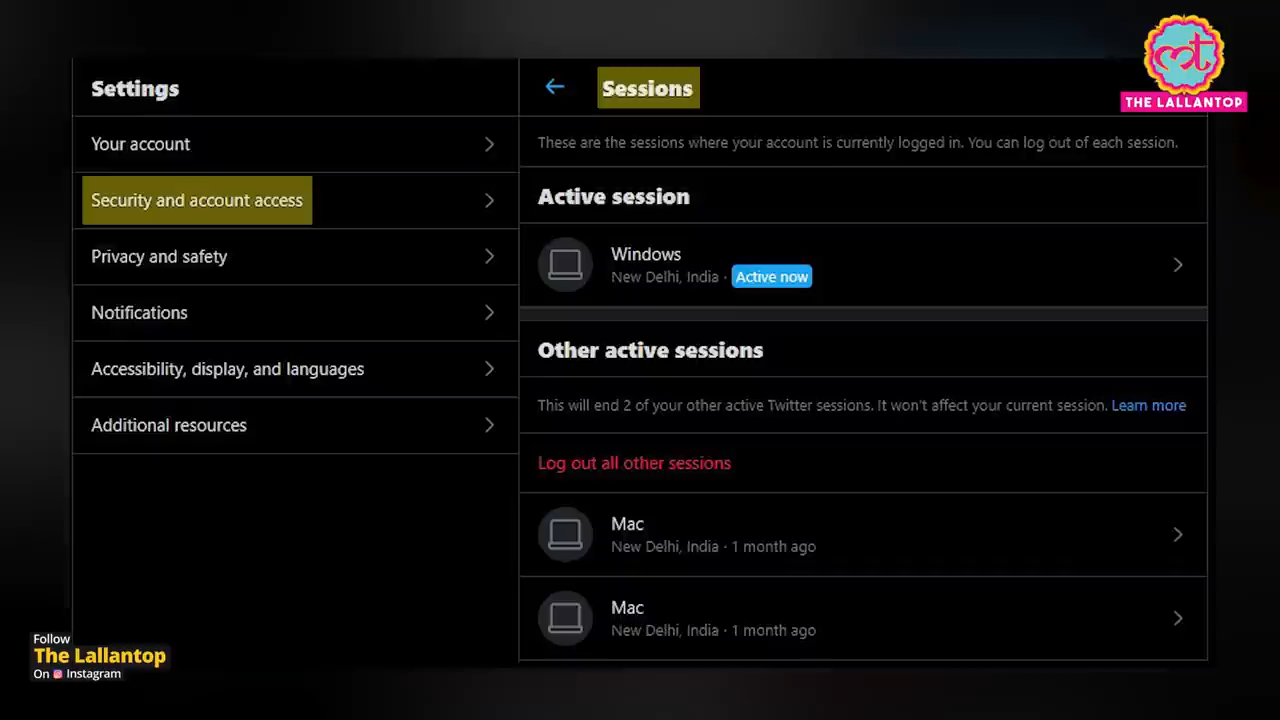 Settings
Your account
Security and account access
Privacy and safety
Notifications
Accessibility, display, and languages
Additional resources
Sessions
These are the sessions where your account is currently logged in. You can log out of each session.
Active session
Windows
New Delhi, India · Active now
Other active sessions
This will end 2 of your other active Twitter sessions. It won't affect your current session. Learn more
Log out all other sessions
Mac
New Delhi, India · 1 month ago
Mac
New Delhi, India · 1 month ago
THE LALLANTOP
Follow
The Lallantop
On Instagram